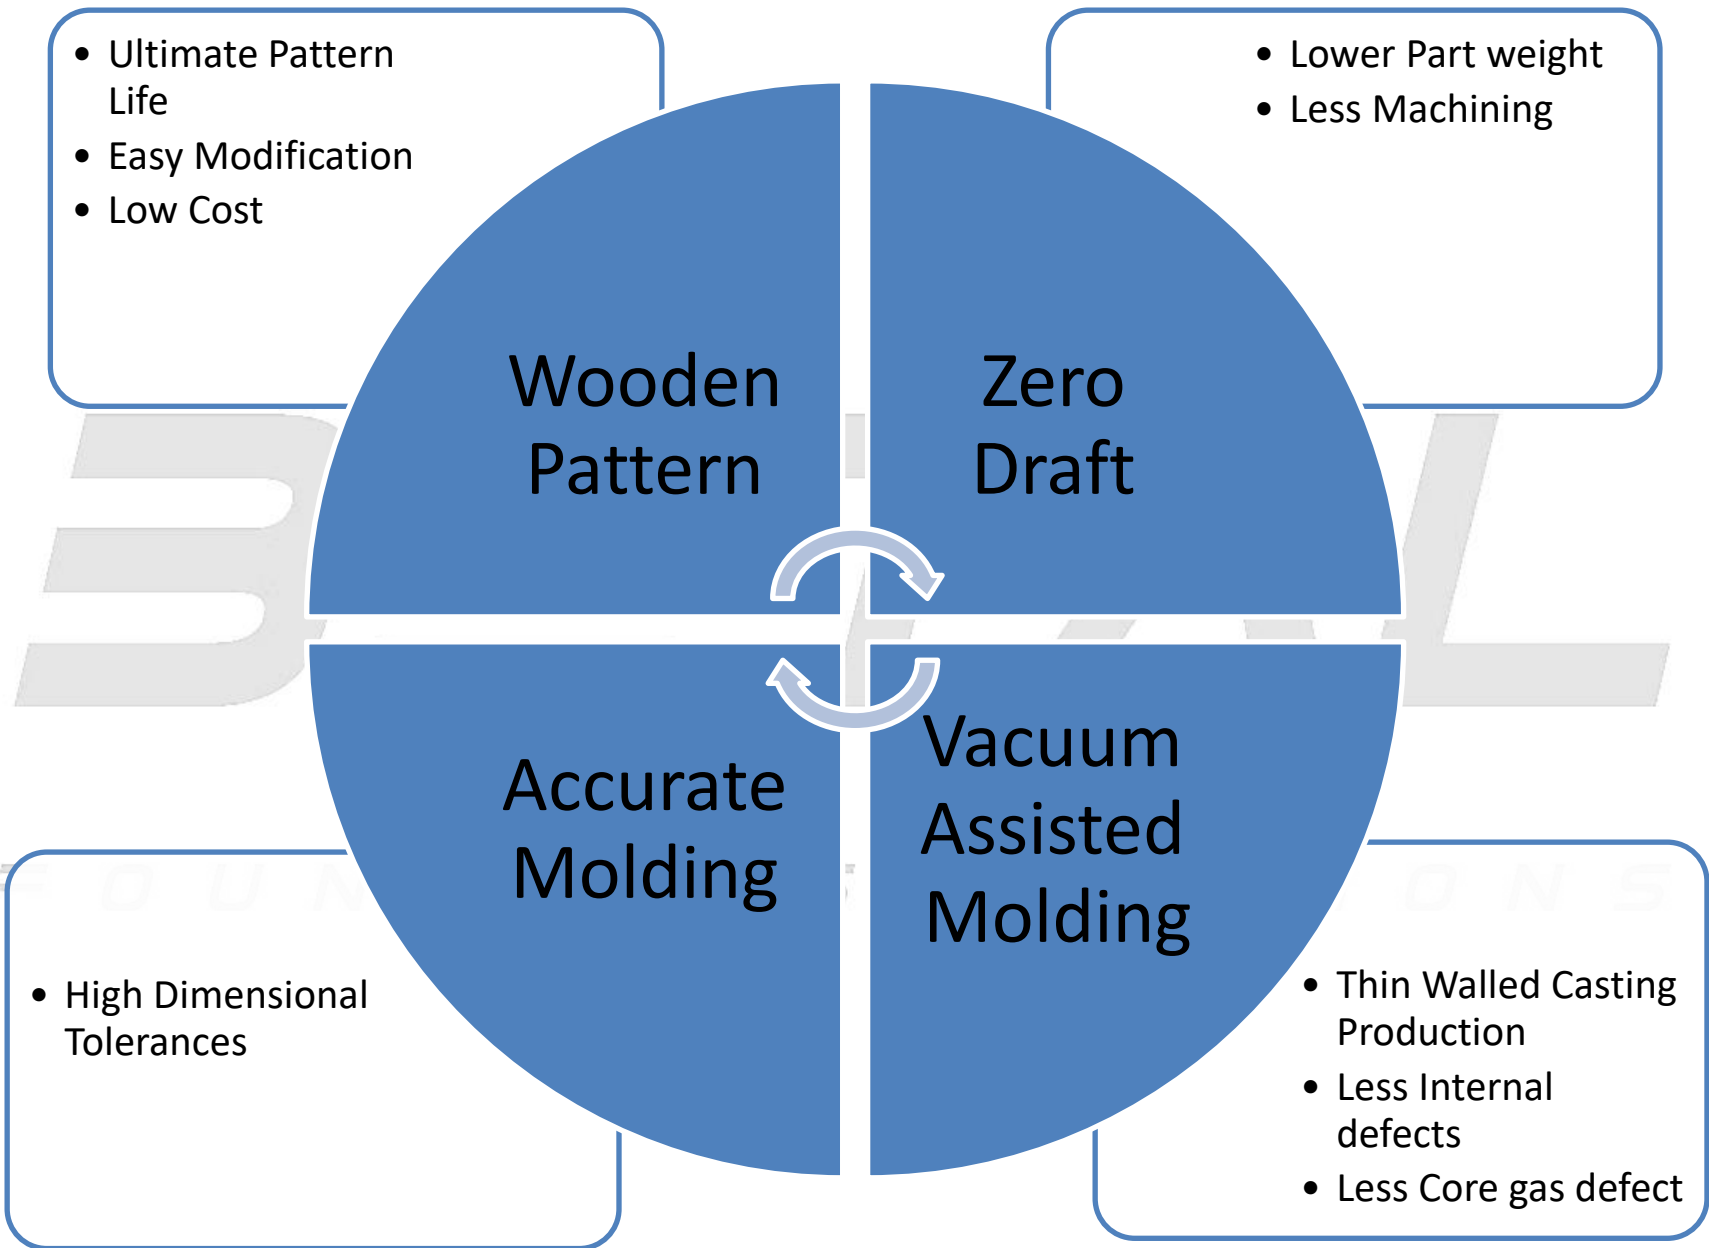 • Ultimate Pattern
Life
• Easy Modification
• Low Cost
• Lower Part weight
• Less Machining
Wooden
Pattern
Zero
Draft
Accurate
Molding
Vacuum
Assisted
Molding
• High Dimensional
Tolerances
• Thin Walled Casting
Production
• Less Internal
defects
• Less Core gas defect